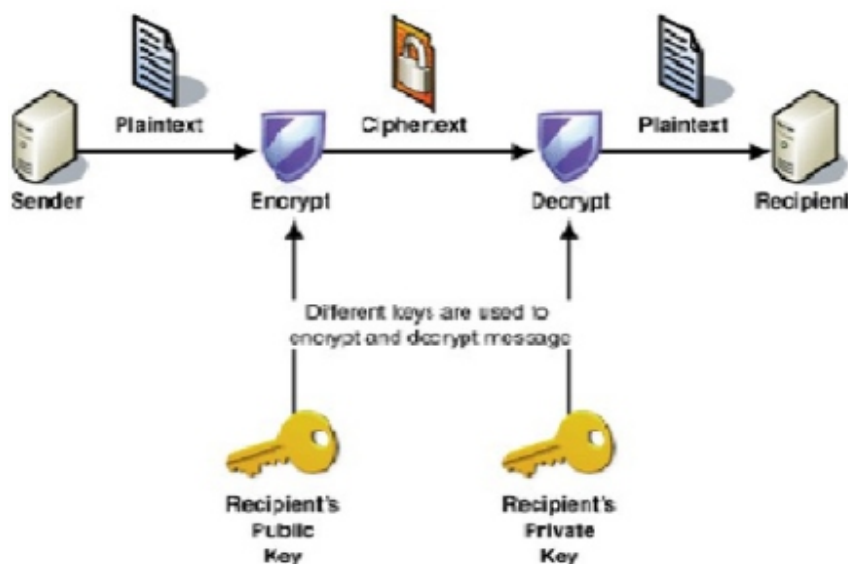 Plaintext
Ciphertext
Plaintext
Sender
Encrypt
Decrypt
Recipient
Different keys are used to
encrypt and decrypt message
Recipient's
Public
Key
Recipient's
Private
Key